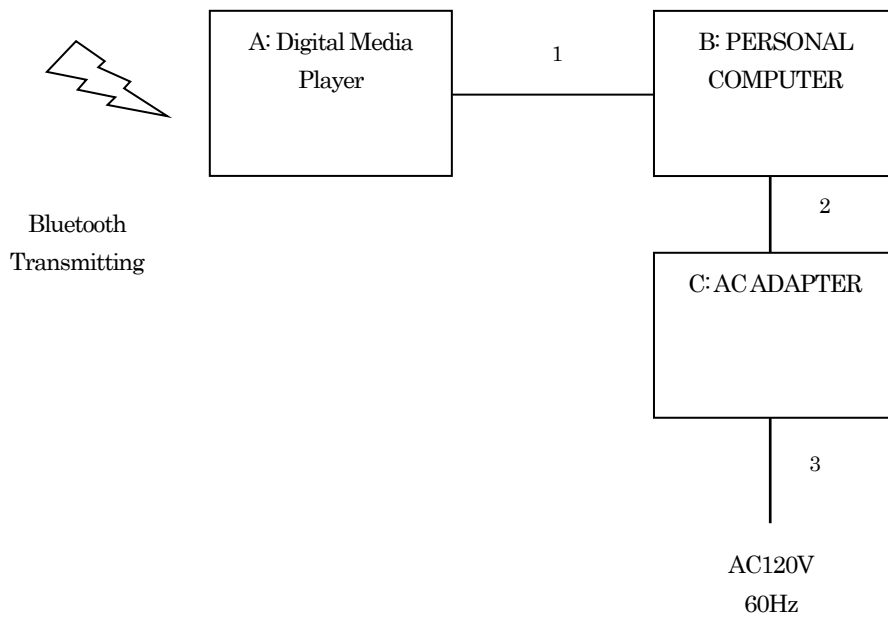 A: Digital Media
Player
1
B: PERSONAL
COMPUTER
2
Bluetooth
Transmitting
C: AC ADAPTER
3
AC120V
60Hz